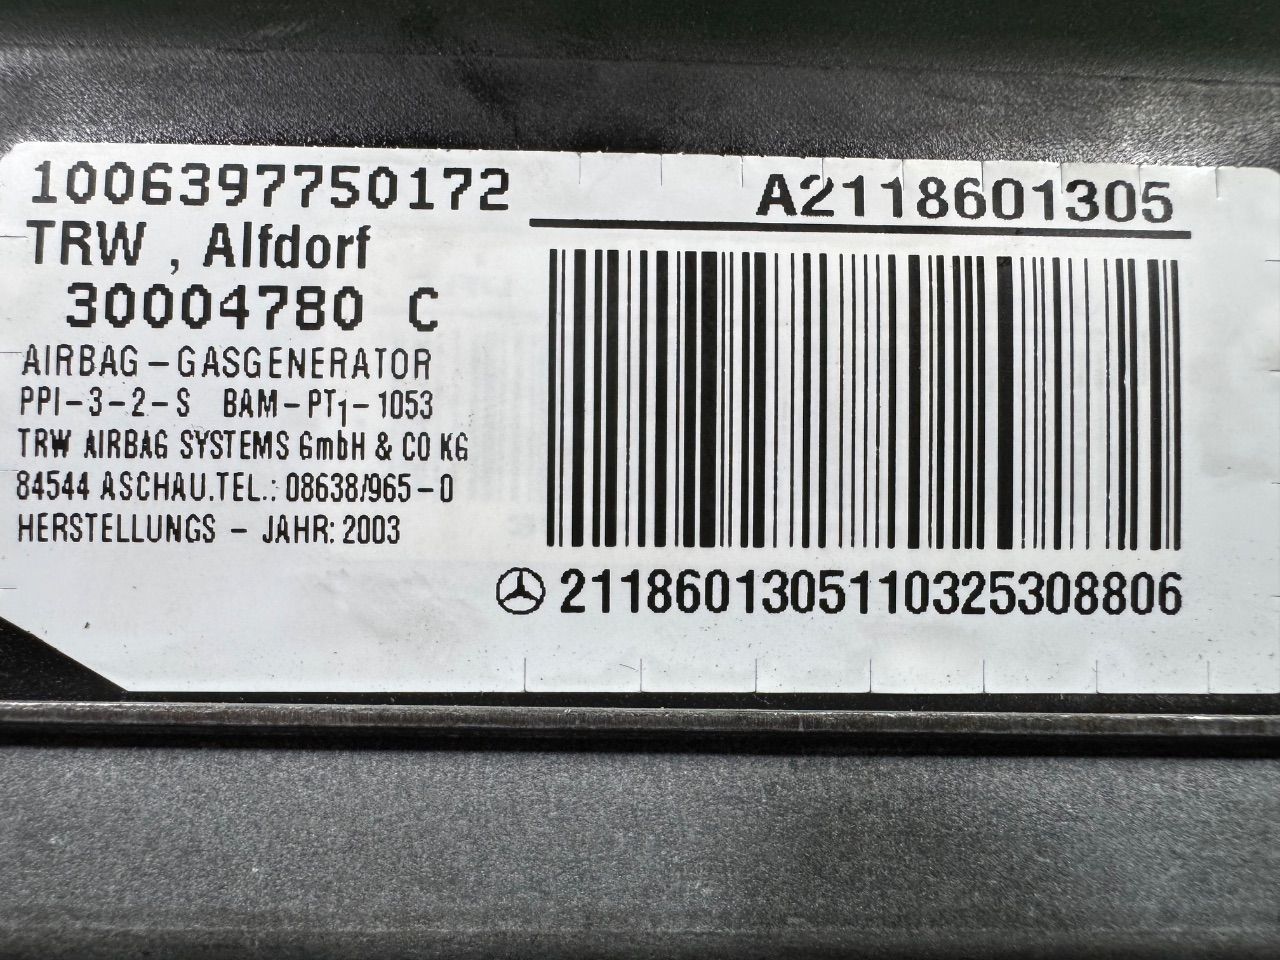 1006397750172
A2118601305
TRW , Alfdorf
30004780 C
AIRBAG - GASGENERATOR
PPI-3-2-S BAM-PT1-1053
TRW AIRBAG SYSTEMS GmbH & CO KG
84544 ASCHAU.TEL.: 08638/965-0
HERSTELLUNGS - JAHR: 2003
2118601305110325308806